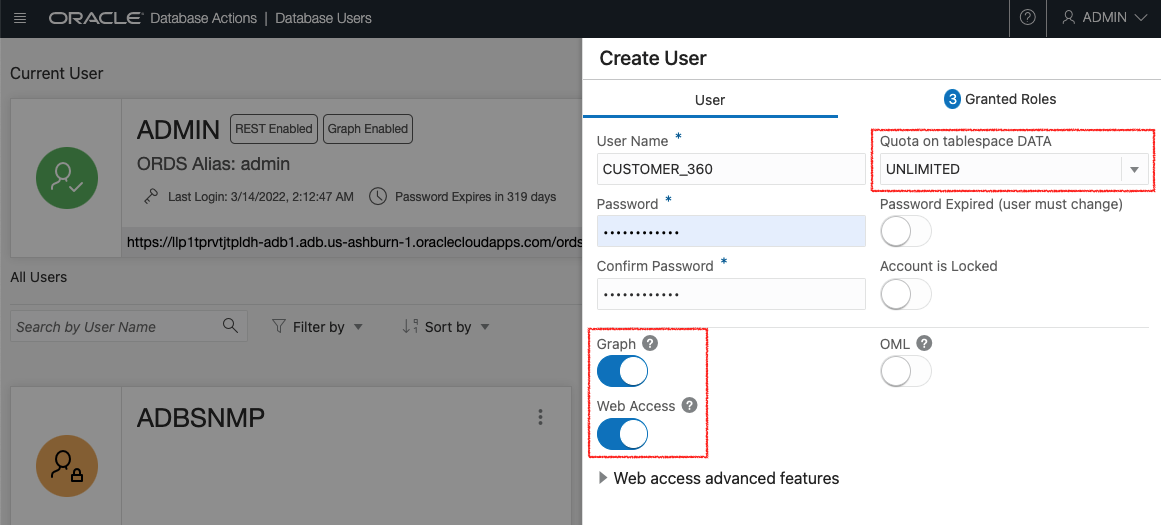 ORACLE Database Actions | Database Users
ADMIN
Current User
ADMIN REST Enabled Graph Enabled
ORDS Alias: admin
Last Login: 3/14/2022, 2:12:47 AM Password Expires in 319 days
https://llp1tprvtjtpldh-adb1.adb.us-ashburn-1.oraclecloudapps.com/ords
All Users
Search by User Name Filter by Sort by
ADBSNMP
Create User
User 3 Granted Roles
User Name * Quota on tablespace DATA
CUSTOMER_360 UNLIMITED
Password * Password Expired (user must change)
••••••••••••
Confirm Password * Account is Locked
••••••••••••
Graph ? OML ?
Web Access ?
Web access advanced features